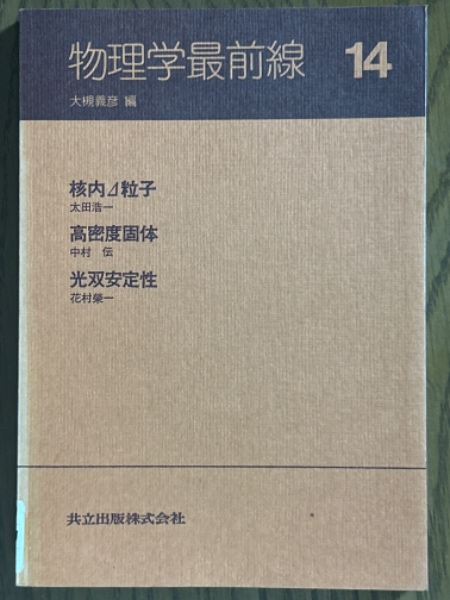 物理学最前線 14
大槻義彦 編
核内⊿粒子
太田浩一
高密度固体
中村 伝
光双安定性
花村榮一
共立出版株式会社